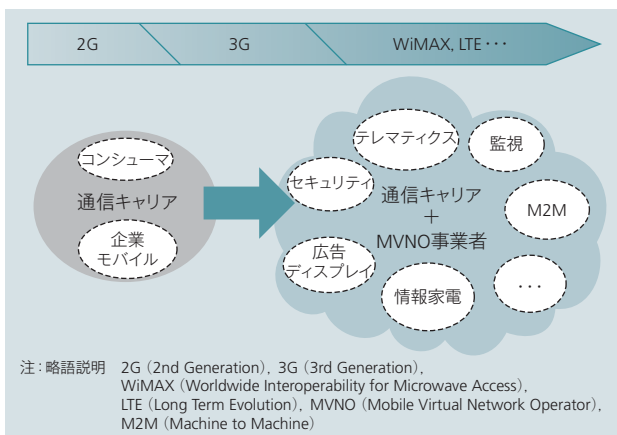 2G
3G
WiMAX, LTE･･･
コンシューマ
通信キャリア
企業
モバイル
テレマティクス
監視
セキュリティ
通信キャリア
＋
MVNO事業者
M2M
広告
ディスプレイ
情報家電
･･･
注：略語説明　2G（2nd Generation），3G（3rd Generation），
WiMAX（Worldwide Interoperability for Microwave Access），
LTE（Long Term Evolution），MVNO（Mobile Virtual Network Operator），
M2M（Machine to Machine）